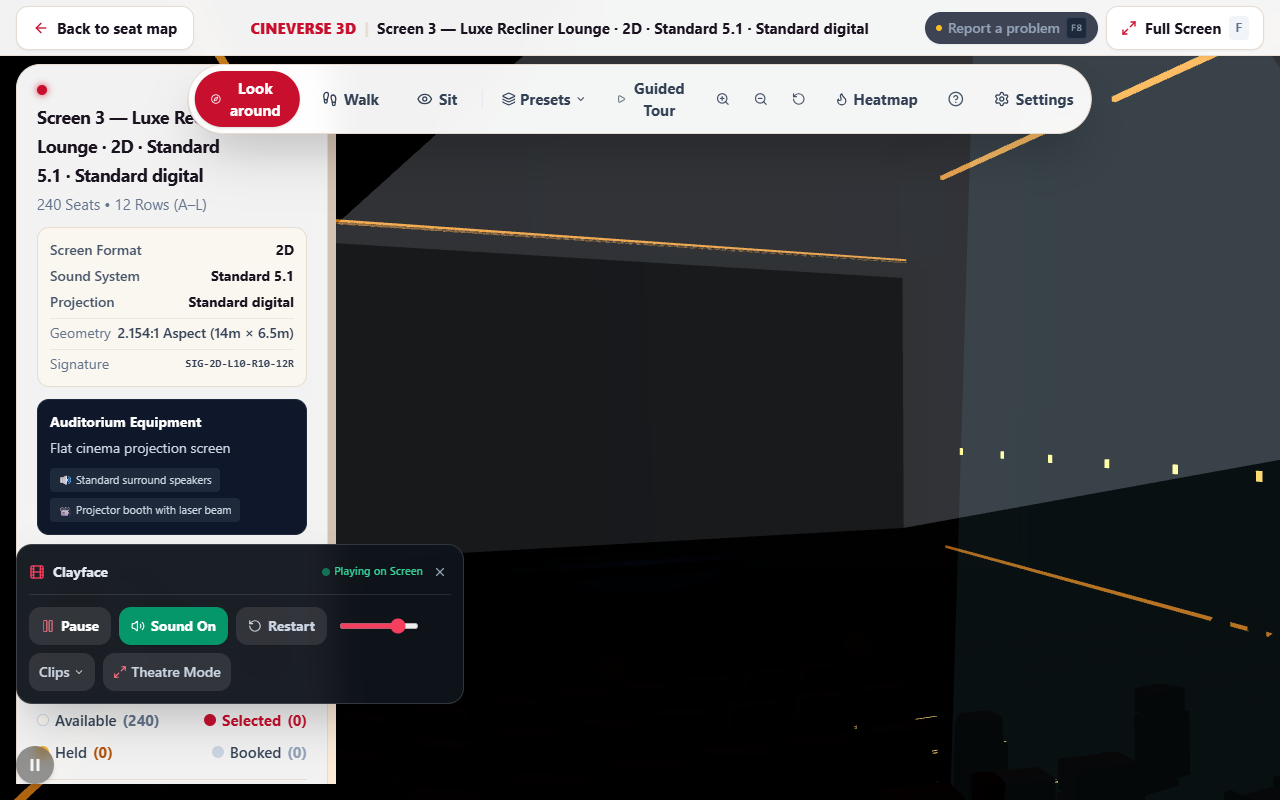 Back to seat map
CINEVERSE 3D | Screen 3 — Luxe Recliner Lounge · 2D · Standard 5.1 · Standard digital
Report a problem F8
Full Screen F
Look around
Walk
Sit
Presets
Guided Tour
Heatmap
Settings
Screen 3 — Luxe Re
Lounge · 2D · Standard
5.1 · Standard digital
240 Seats • 12 Rows (A–L)
Screen Format 2D
Sound System Standard 5.1
Projection Standard digital
Geometry 2.154:1 Aspect (14m × 6.5m)
Signature SIG-2D-L10-R10-12R
Auditorium Equipment
Flat cinema projection screen
Standard surround speakers
Projector booth with laser beam
Clayface
Playing on Screen
Pause
Sound On
Restart
Clips
Theatre Mode
Available (240)
Selected (0)
Held (0)
Booked (0)